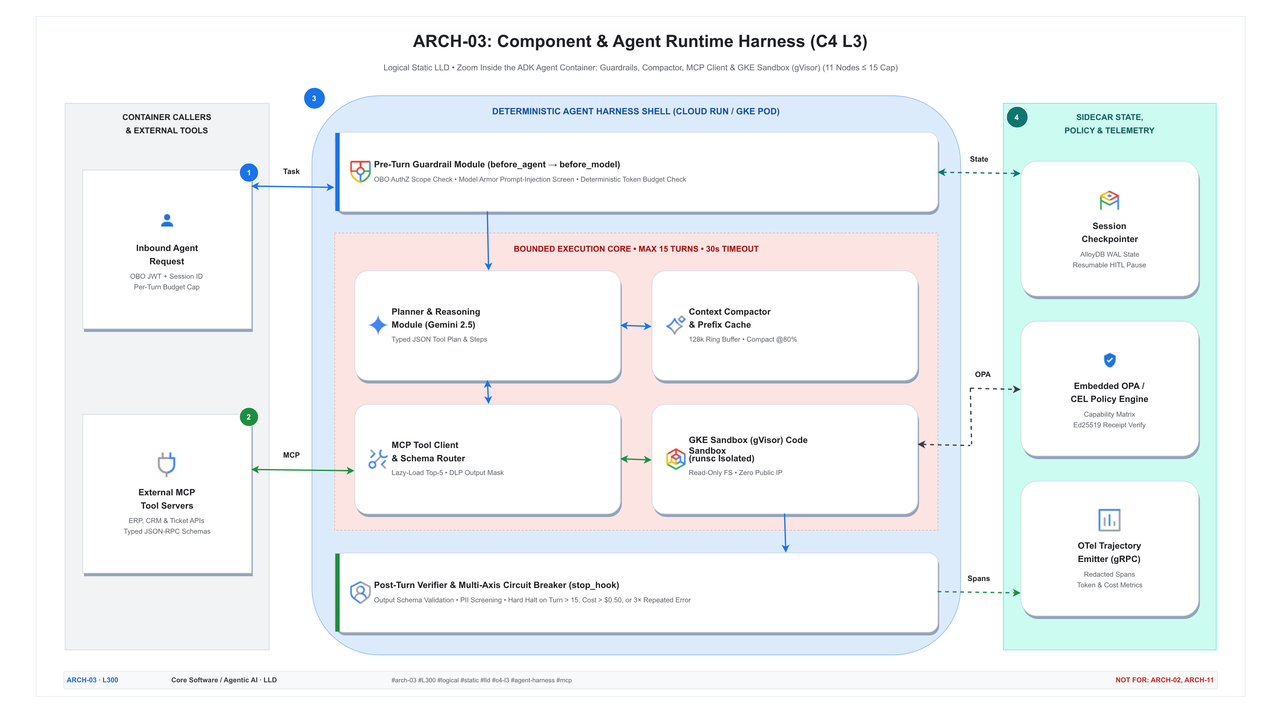 ARCH-03: Component & Agent Runtime Harness (C4 L3)
Logical Static LLD • Zoom Inside the ADK Agent Container: Guardrails, Compactor, MCP Client & GKE Sandbox (gVisor) (11 Nodes ≤ 15 Cap)
CONTAINER CALLERS
& EXTERNAL TOOLS
1
Inbound Agent
Request
OBO JWT + Session ID
Per-Turn Budget Cap
2
External MCP
Tool Servers
ERP, CRM & Ticket APIs
Typed JSON-RPC Schemas
Task
MCP
3
DETERMINISTIC AGENT HARNESS SHELL (CLOUD RUN / GKE POD)
Pre-Turn Guardrail Module (before_agent → before_model)
OBO AuthZ Scope Check • Model Armor Prompt-Injection Screen • Deterministic Token Budget Check
BOUNDED EXECUTION CORE • MAX 15 TURNS • 30s TIMEOUT
Planner & Reasoning
Module (Gemini 2.5)
Typed JSON Tool Plan & Steps
Context Compactor
& Prefix Cache
128k Ring Buffer • Compact @80%
MCP Tool Client
& Schema Router
Lazy-Load Top-5 • DLP Output Mask
GKE Sandbox (gVisor) Code
Sandbox
(runsc Isolated)
Read-Only FS • Zero Public IP
Post-Turn Verifier & Multi-Axis Circuit Breaker (stop_hook)
Output Schema Validation • PII Screening • Hard Halt on Turn > 15, Cost > $0.50, or 3× Repeated Error
State
OPA
Spans
4
SIDECAR STATE,
POLICY & TELEMETRY
Session
Checkpointer
AlloyDB WAL State
Resumable HITL Pause
Embedded OPA /
CEL Policy Engine
Capability Matrix
Ed25519 Receipt Verify
OTel Trajectory
Emitter (gRPC)
Redacted Spans
Token & Cost Metrics
ARCH-03 · L300
Core Software / Agentic AI · LLD
#arch-03 #L300 #logical #static #lld #c4-l3 #agent-harness #mcp
NOT FOR: ARCH-02, ARCH-11